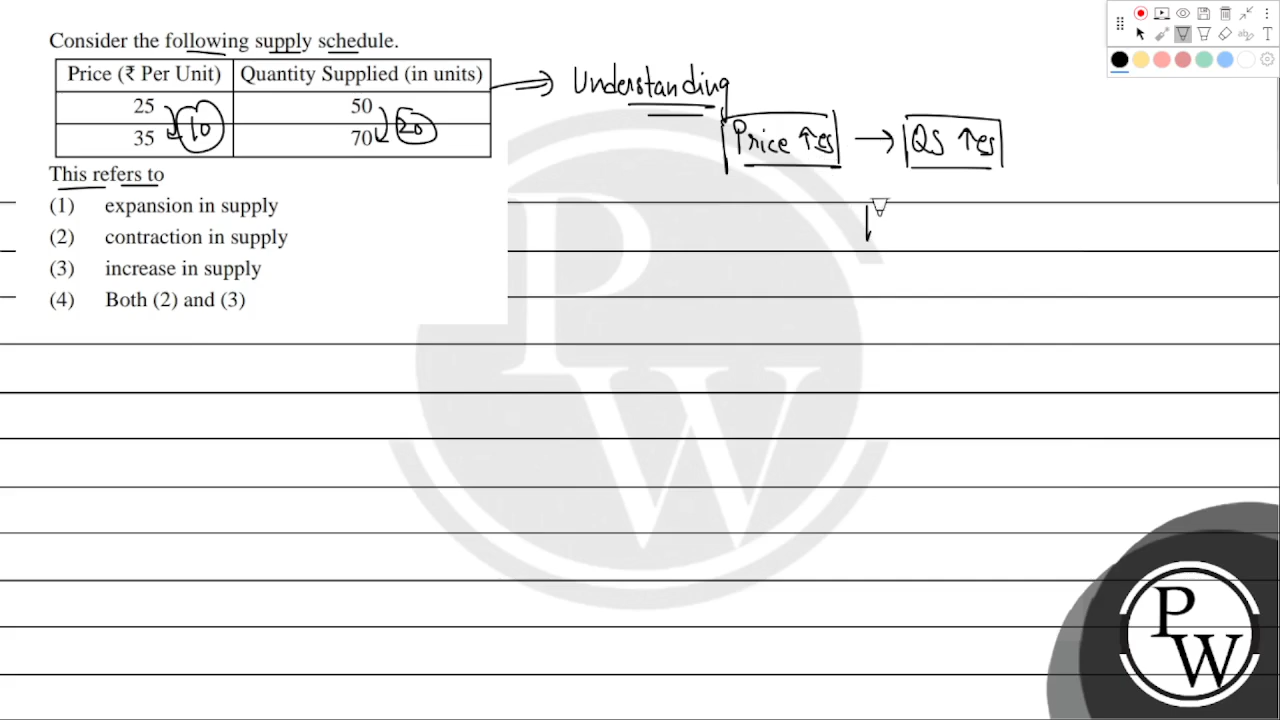 Consider the following supply schedule.
Price (₹ Per Unit) Quantity Supplied (in units)
25 10 50 20
35 70
This refers to
(1) expansion in supply
(2) contraction in supply
(3) increase in supply
(4) Both (2) and (3)
Understanding
Price ↑es → QS ↑es
P
W
P
W
T